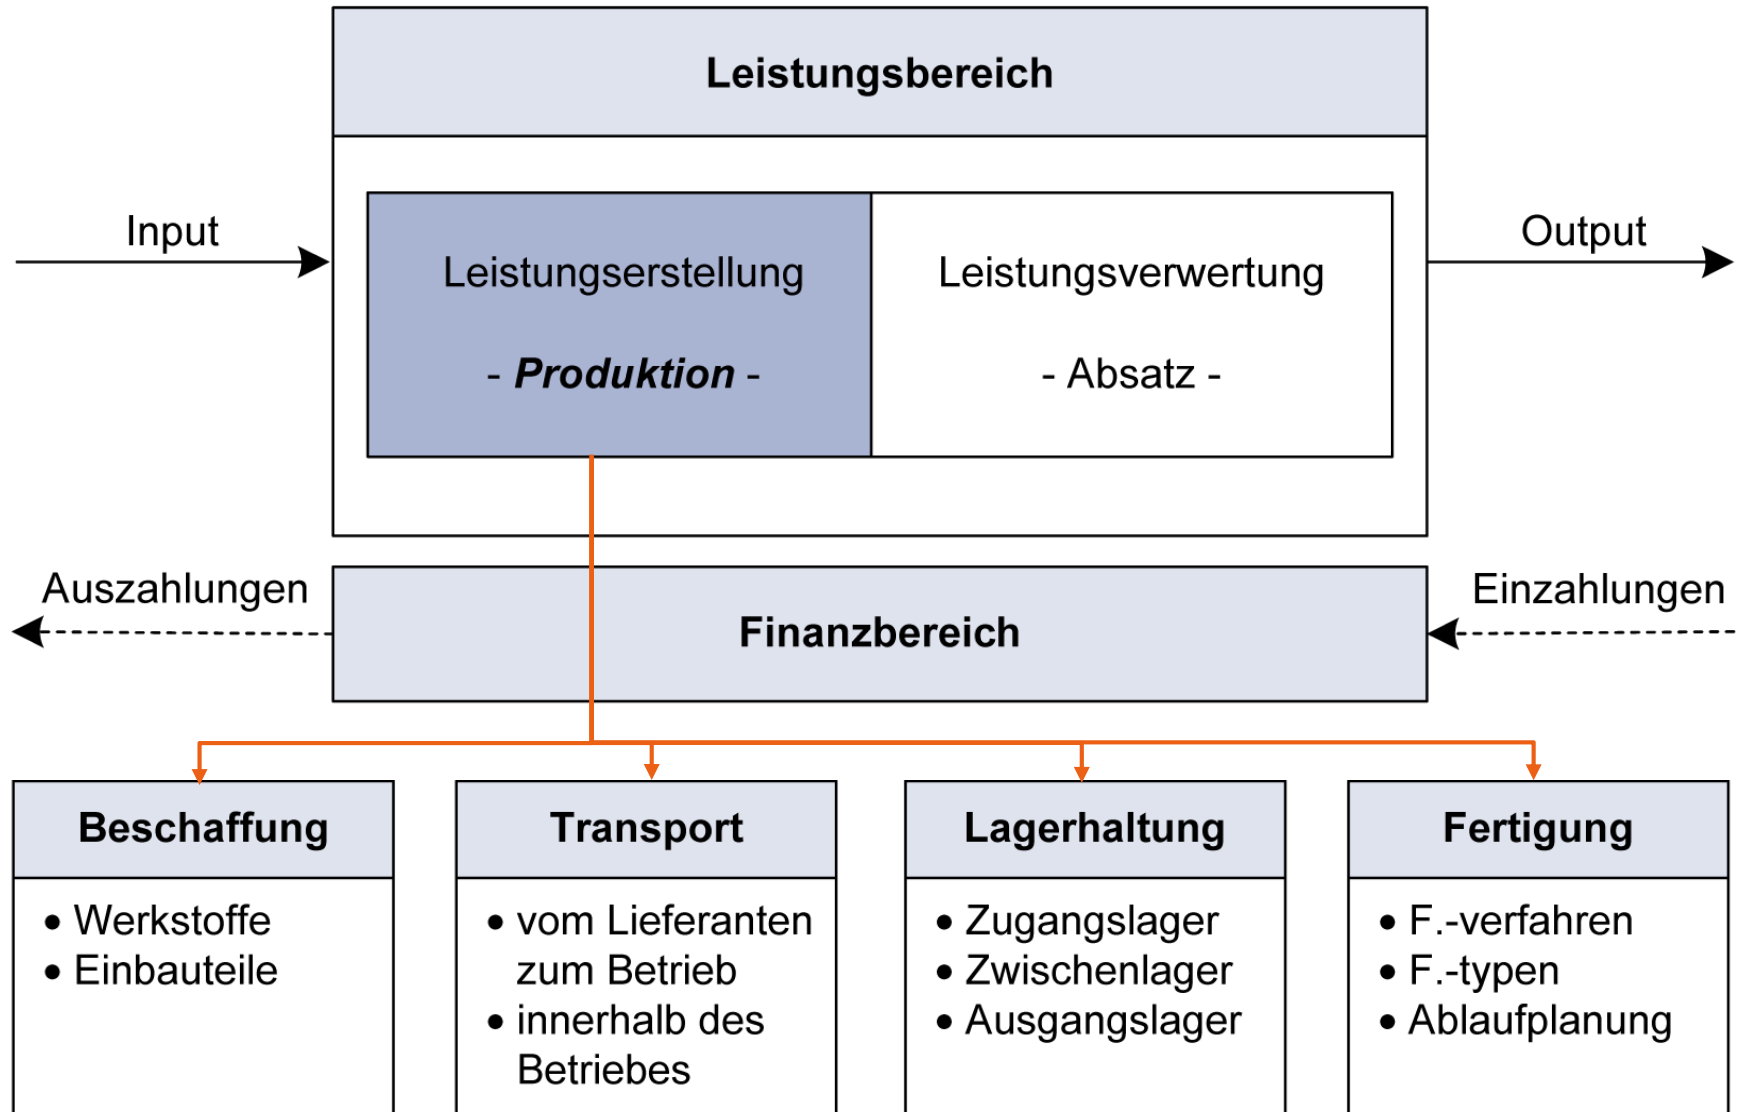 Leistungsbereich
Input
Output
Leistungserstellung
- Produktion -
Leistungsverwertung
- Absatz -
Auszahlungen
Einzahlungen
Finanzbereich
Beschaffung
• Werkstoffe
• Einbauteile
Transport
• vom Lieferanten
zum Betrieb
• innerhalb des
Betriebes
Lagerhaltung
• Zugangslager
• Zwischenlager
• Ausgangslager
Fertigung
• F.-verfahren
• F.-typen
• Ablaufplanung